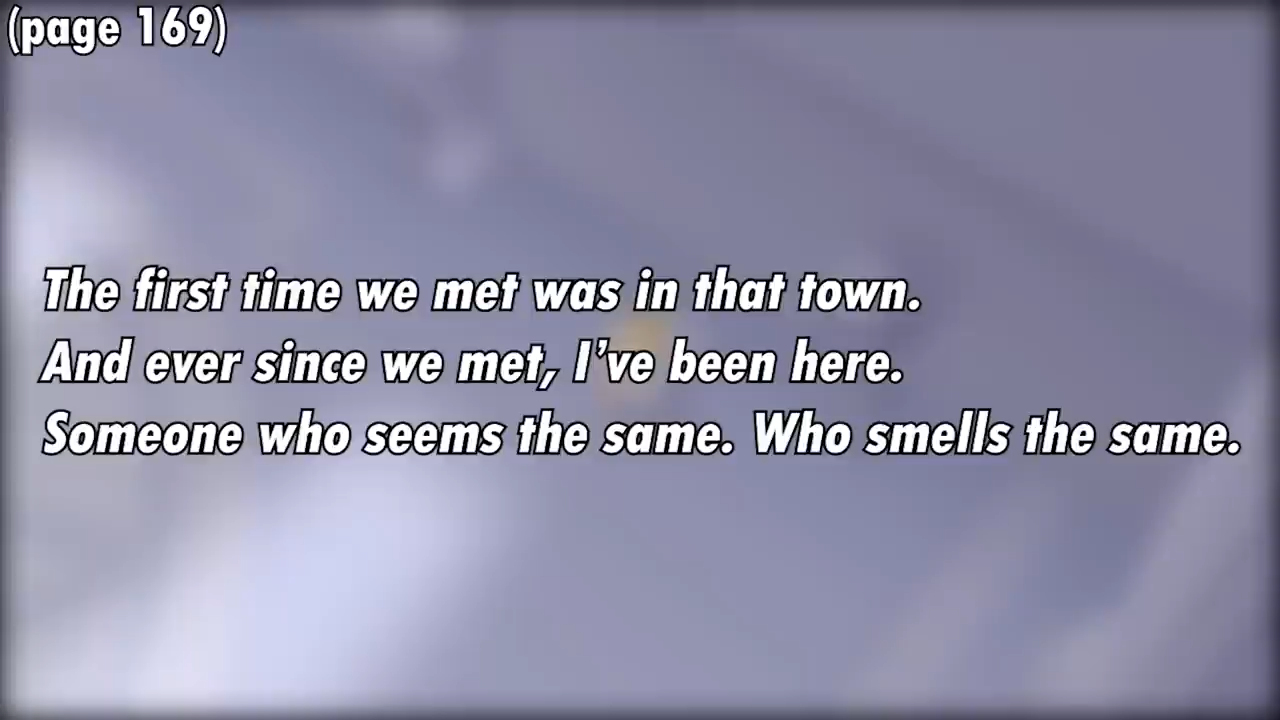 (page 169)
The first time we met was in that town.
And ever since we met, I've been here.
Someone who seems the same. Who smells the same.